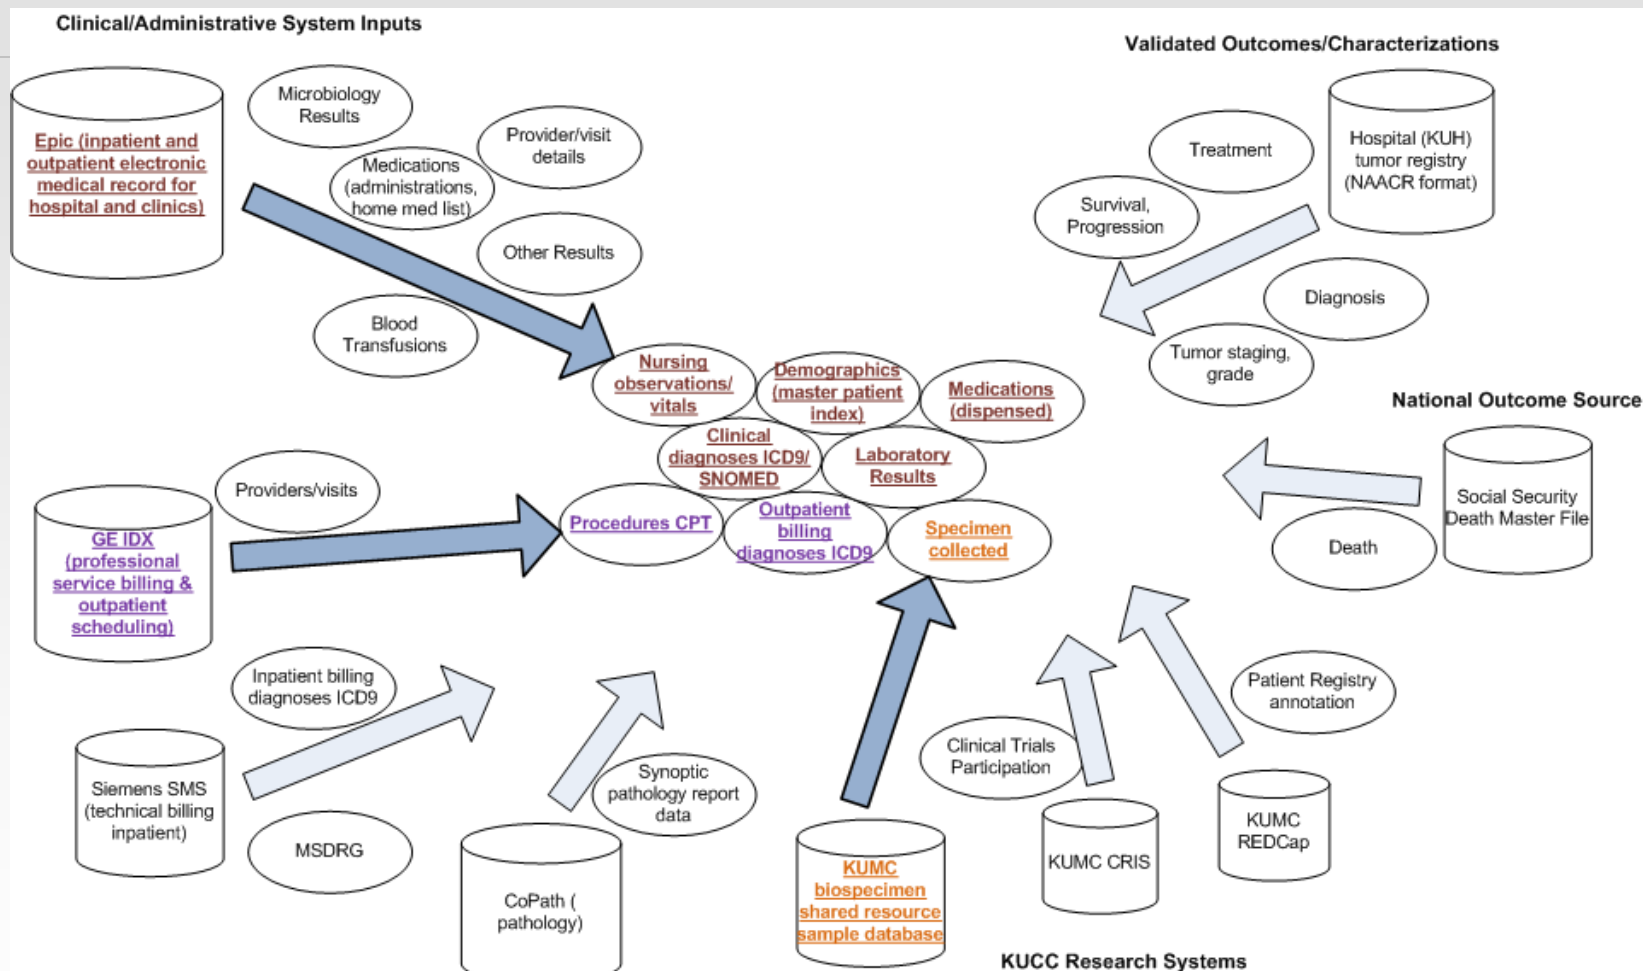 Clinical/Administrative System Inputs
Validated Outcomes/Characterizations
Epic (inpatient and
outpatient electronic
medical record for
hospital and clinics)
Microbiology
Results
Provider/visit
details
Medications
(administrations,
home med list)
Other Results
Blood
Transfusions
Treatment
Hospital (KUH)
tumor registry
(NAACR format)
Survival,
Progression
Diagnosis
Tumor staging,
grade
National Outcome Source
Nursing
observations/
vitals
Demographics
(master patient
index)
Medications
(dispensed)
Clinical
diagnoses ICD9/
SNOMED
Laboratory
Results
Procedures CPT
Outpatient
billing
diagnoses ICD9
Specimen
collected
Providers/visits
GE IDX
(professional
service billing &
outpatient
scheduling)
Social Security
Death Master File
Death
Inpatient billing
diagnoses ICD9
Siemens SMS
(technical billing
inpatient)
MSDRG
Synoptic
pathology report
data
CoPath (
pathology)
KUMC
biospecimen
shared resource
sample database
Clinical Trials
Participation
KUMC CRIS
Patient Registry
annotation
KUMC
REDCap
KUCC Research Systems